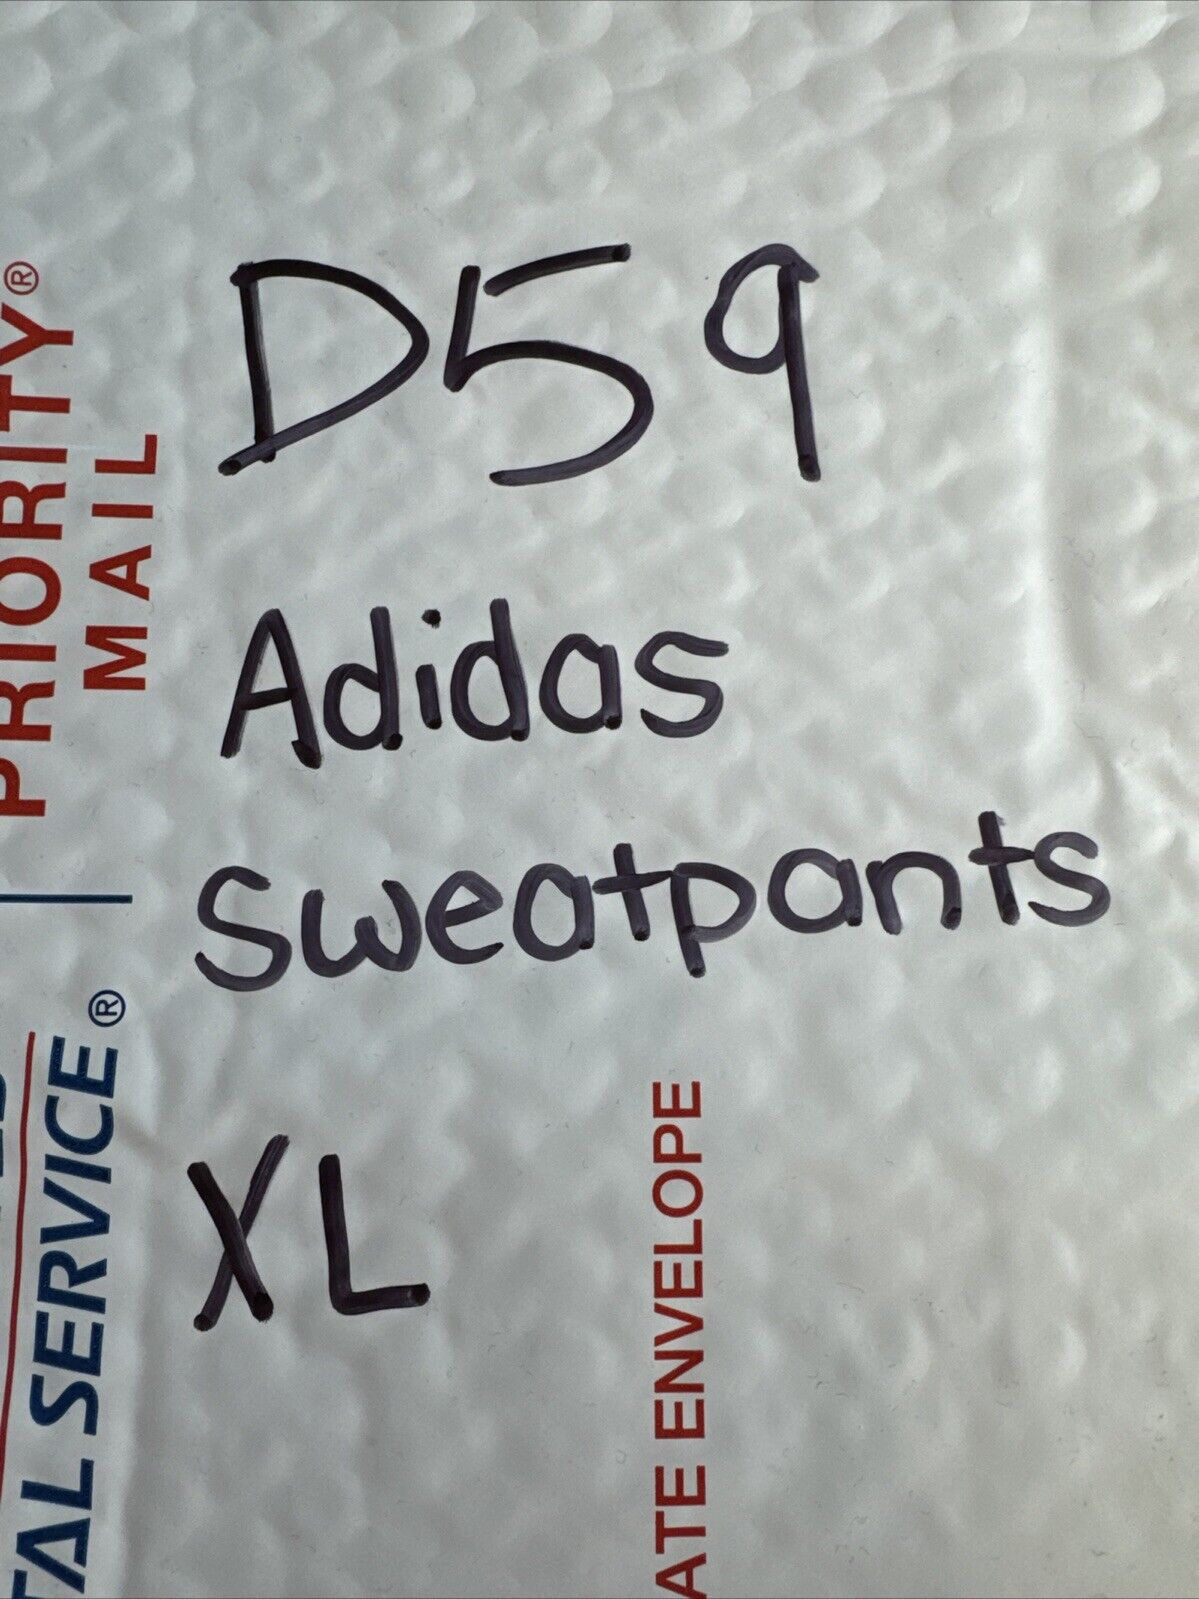 D59
Adidas
Sweatpants
XL
PRIORITY®
MAIL
TAL SERVICE®
ATE ENVELOPE